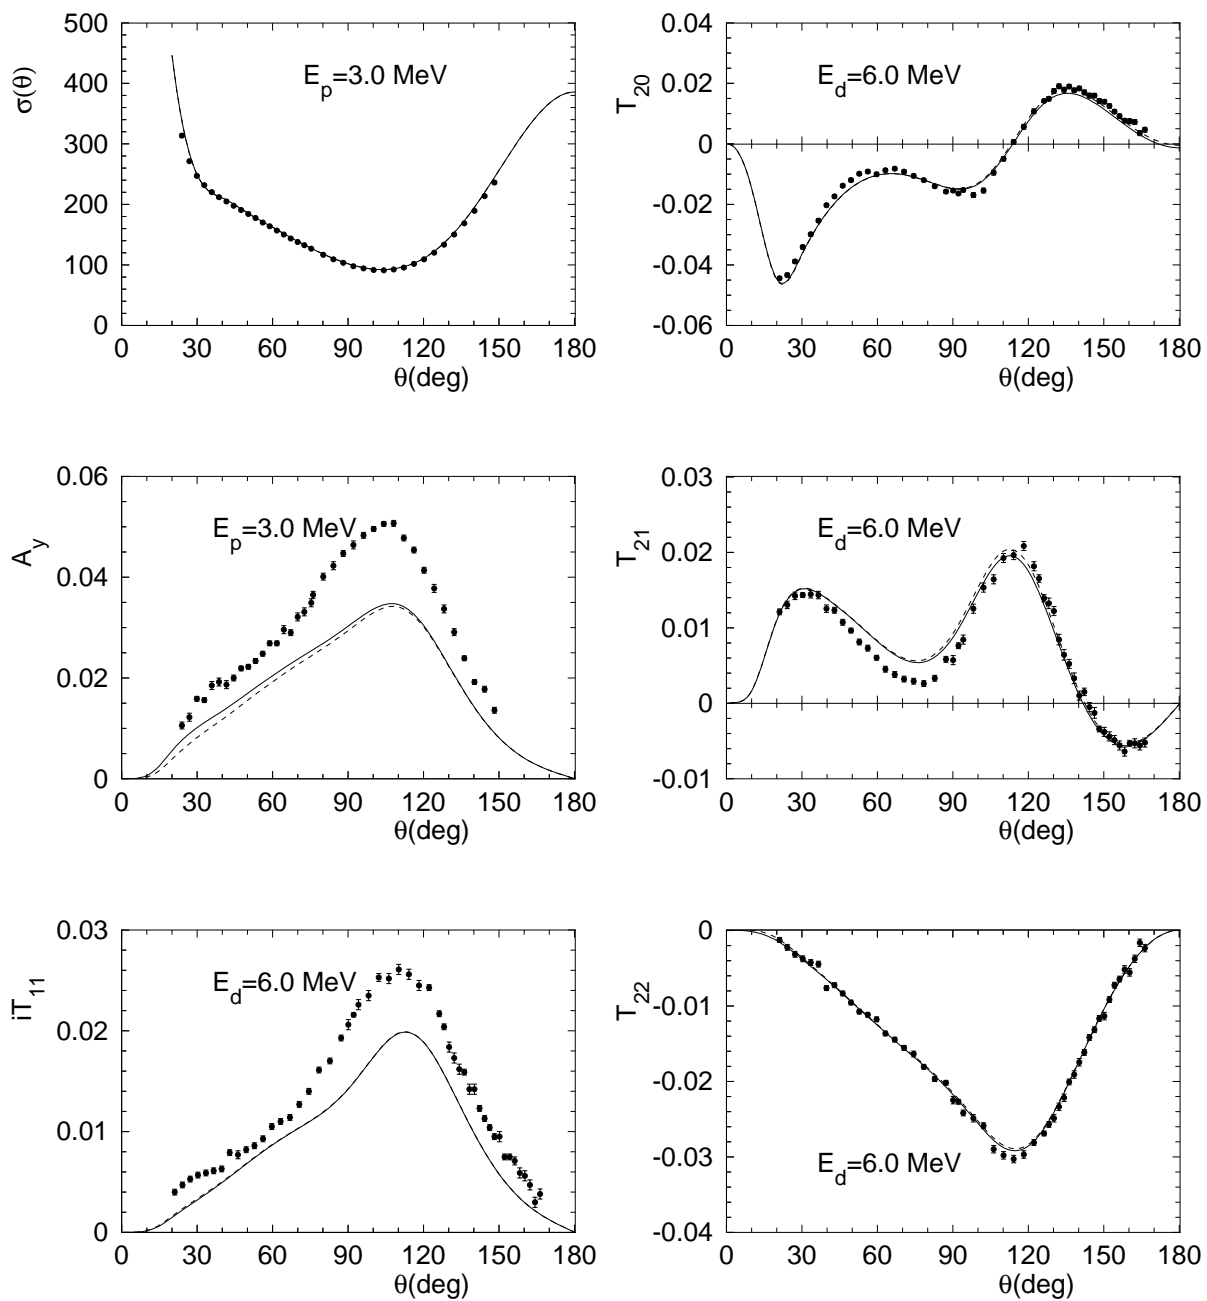 500
400
300
200
100
0
σ(θ)
E_p=3.0 MeV
0 30 60 90 120 150 180
θ(deg)
0.04
0.02
0
-0.02
-0.04
-0.06
T_20
E_d=6.0 MeV
0 30 60 90 120 150 180
θ(deg)
0.06
0.04
0.02
0
A_y
E_p=3.0 MeV
0 30 60 90 120 150 180
θ(deg)
0.03
0.02
0.01
0
-0.01
T_21
E_d=6.0 MeV
0 30 60 90 120 150 180
θ(deg)
0.03
0.02
0.01
0
iT_11
E_d=6.0 MeV
0 30 60 90 120 150 180
θ(deg)
0
-0.01
-0.02
-0.03
-0.04
T_22
E_d=6.0 MeV
0 30 60 90 120 150 180
θ(deg)